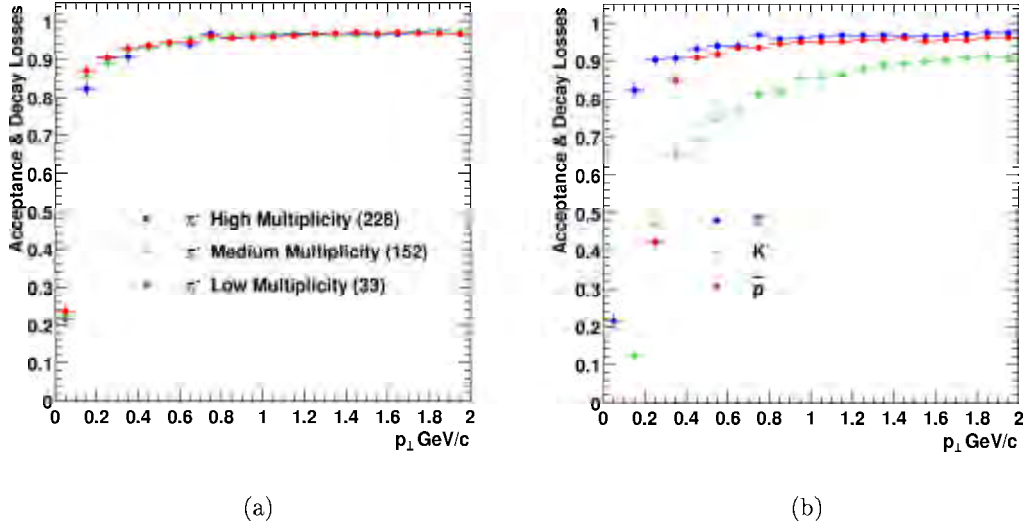 Acceptance & Decay Losses
1
0.9
0.8
0.7
0.6
0.5
0.4
0.3
0.2
0.1
0
π⁻ High Multiplicity (228)
π⁻ Medium Multiplicity (152)
π⁻ Low Multiplicity (33)
0 0.2 0.4 0.6 0.8 1 1.2 1.4 1.6 1.8 2
p⊥ GeV/c
(a)
Acceptance & Decay Losses
1
0.9
0.8
0.7
0.6
0.5
0.4
0.3
0.2
0.1
0
K⁻
p̄
0 0.2 0.4 0.6 0.8 1 1.2 1.4 1.6 1.8 2
p⊥ GeV/c
(b)